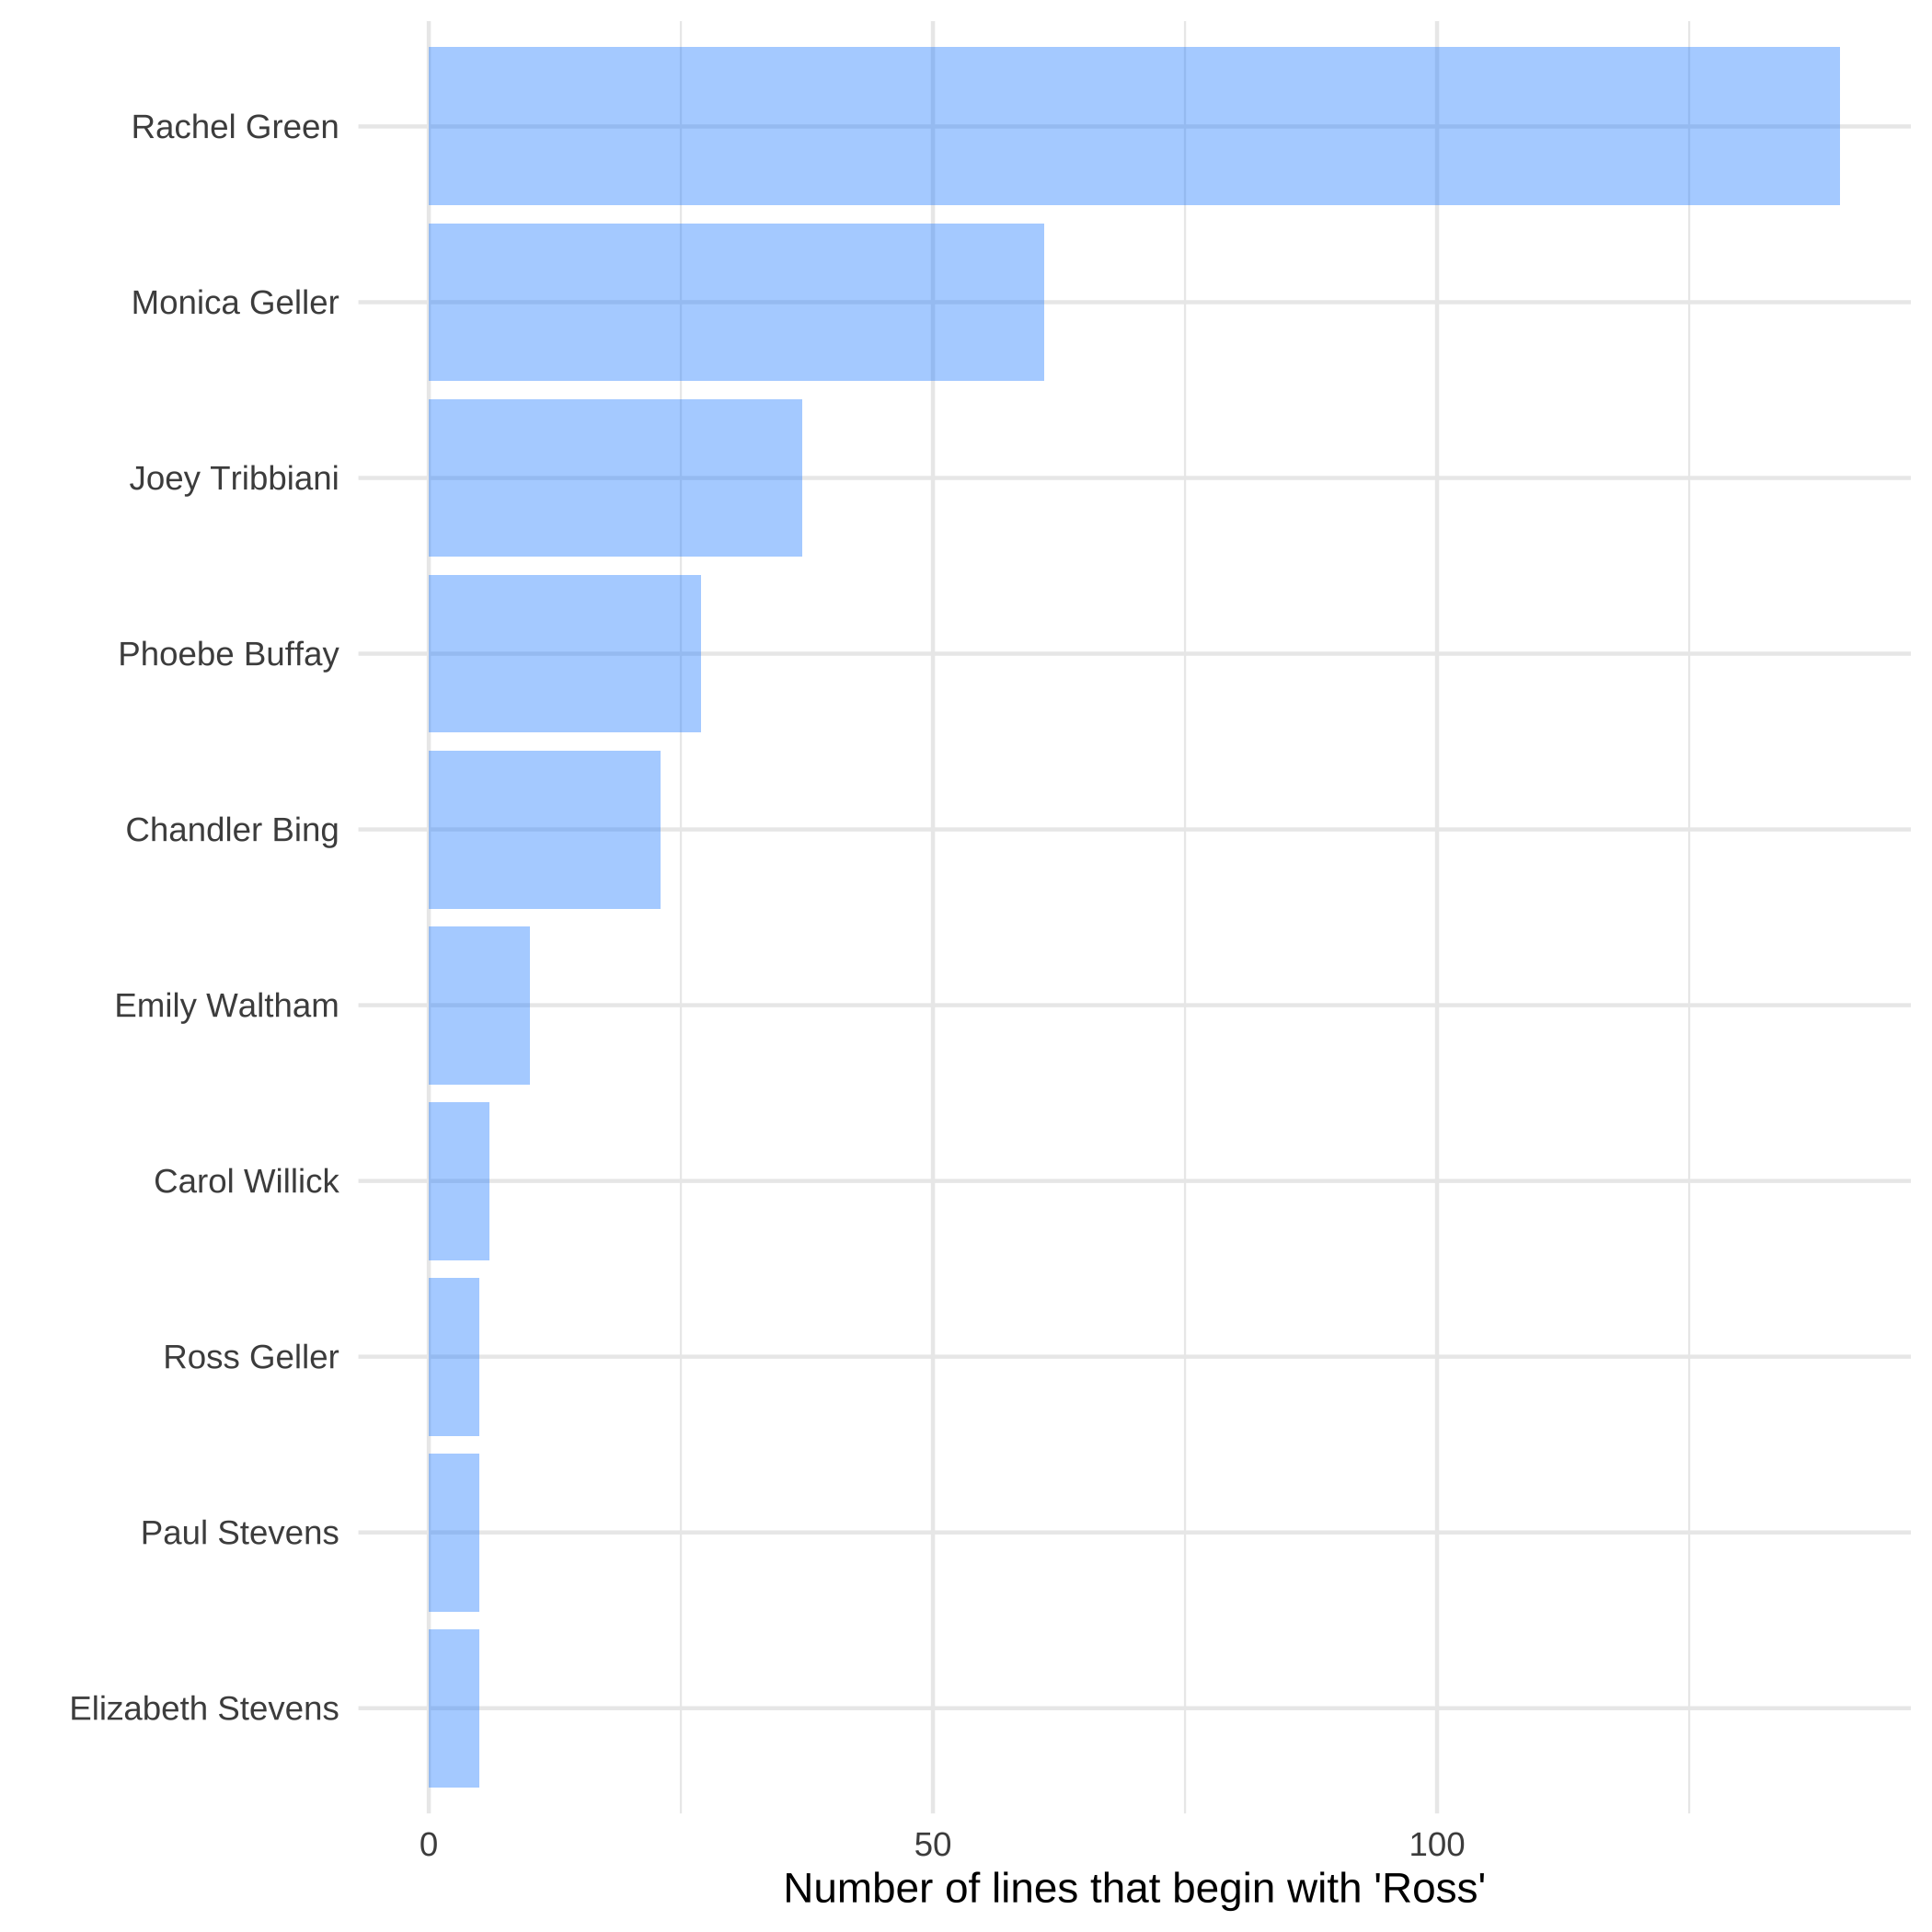 Rachel Green
Monica Geller
Joey Tribbiani
Phoebe Buffay
Chandler Bing
Emily Waltham
Carol Willick
Ross Geller
Paul Stevens
Elizabeth Stevens
0 50 100
Number of lines that begin with 'Ross'